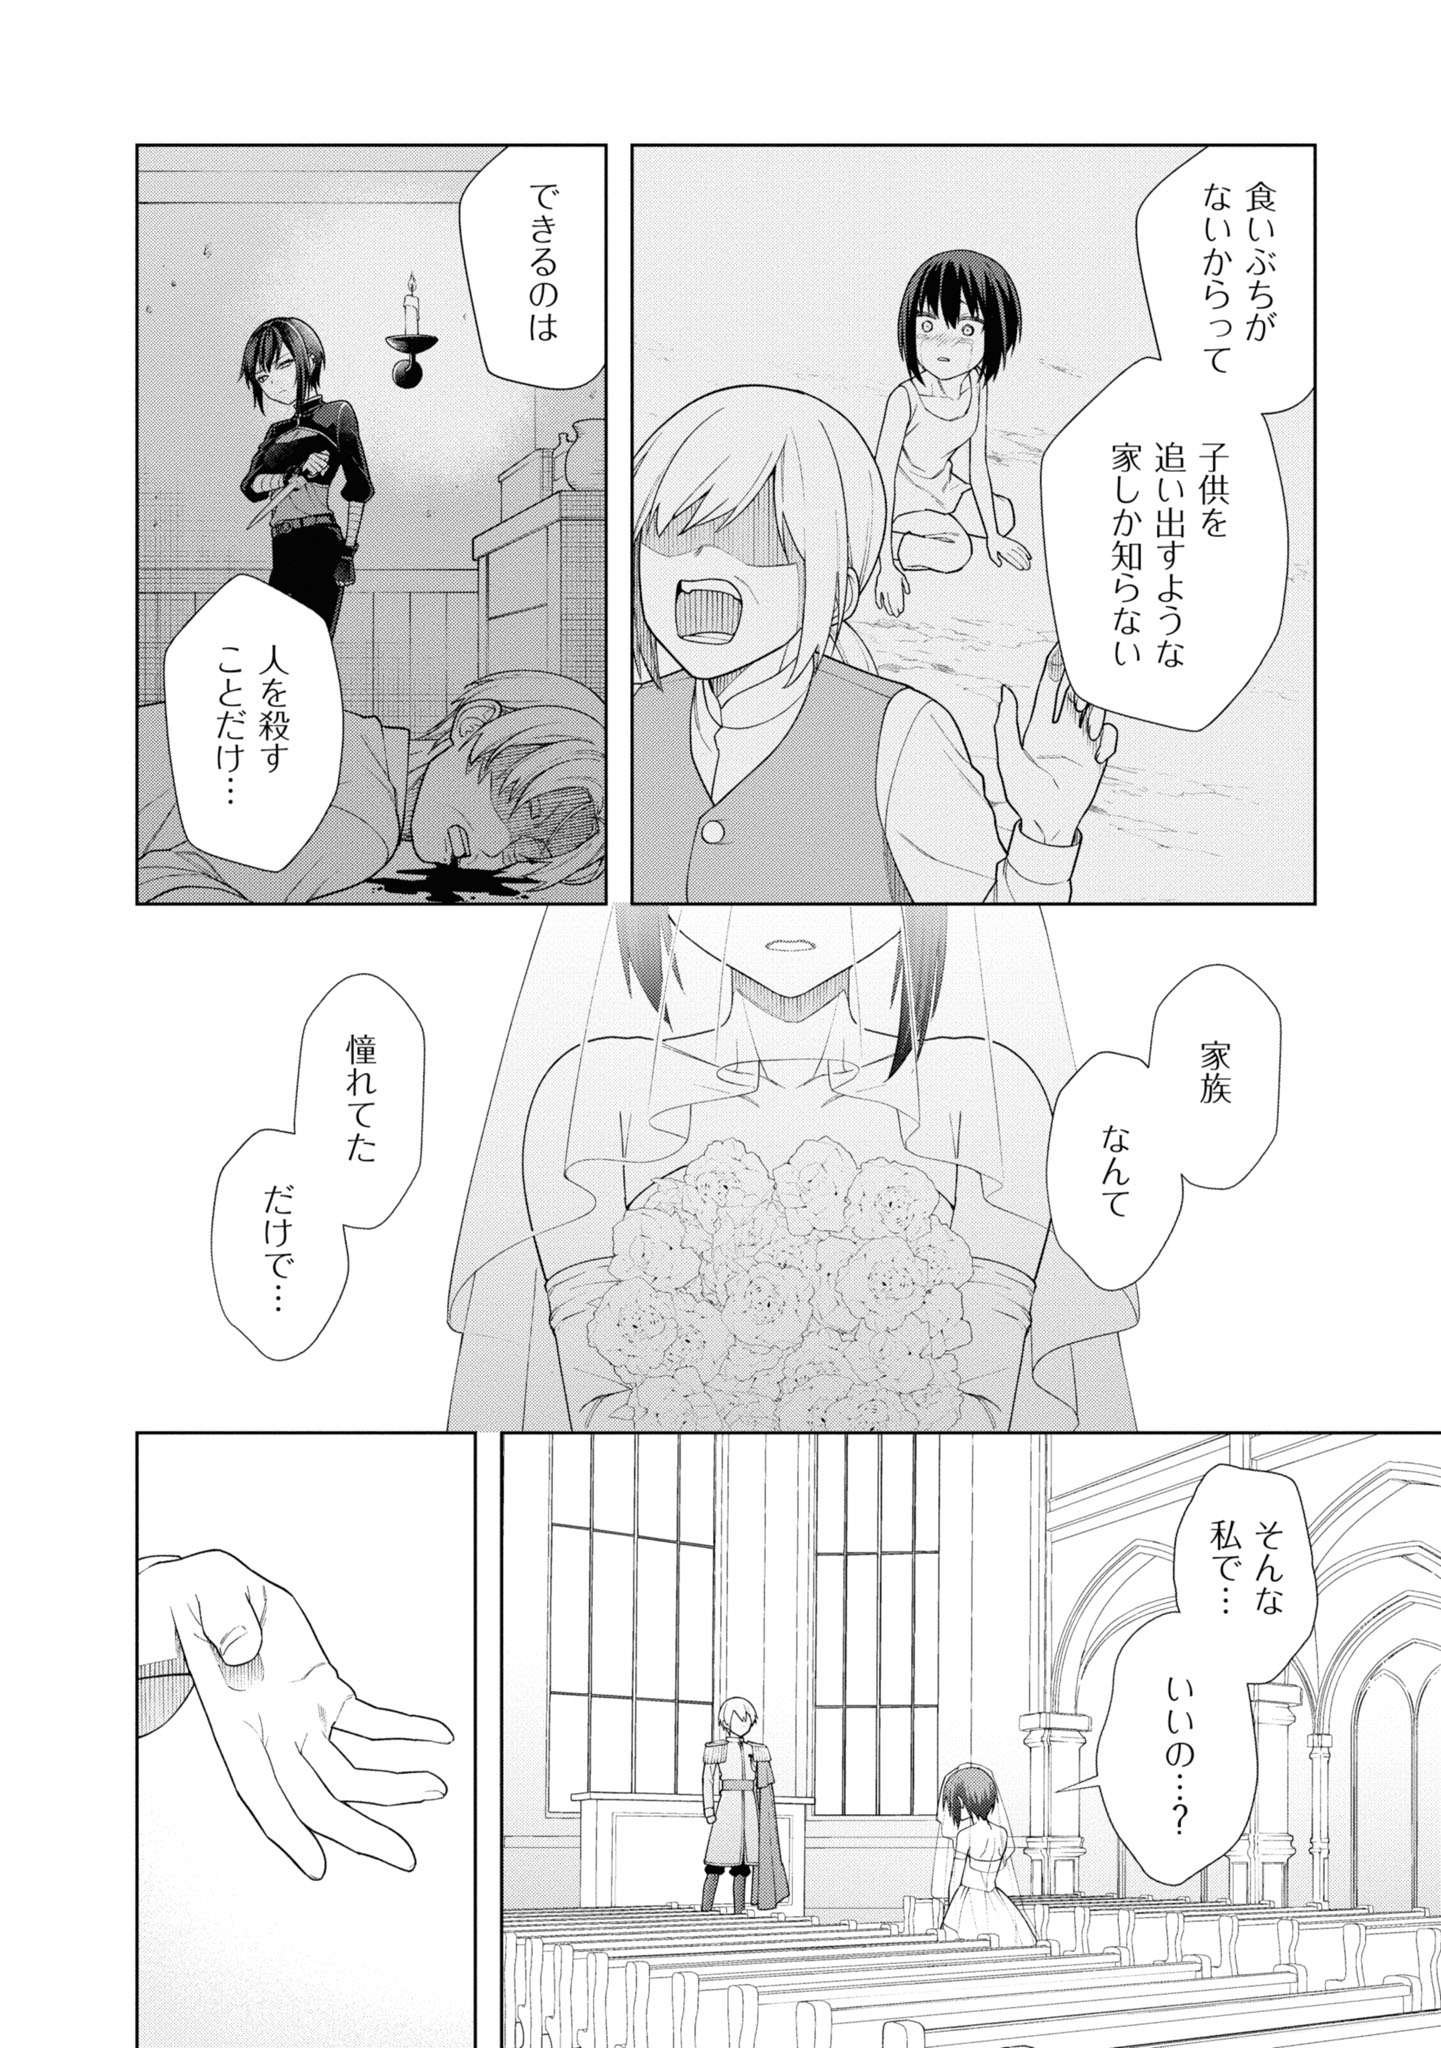 食いぶちが
ないからって
子供を
追い出すような
家しか知らない
できるのは
人を殺す
ことだけ…
家族
なんて
憧れてた
だけで…
そんな
私で…
いいの…?